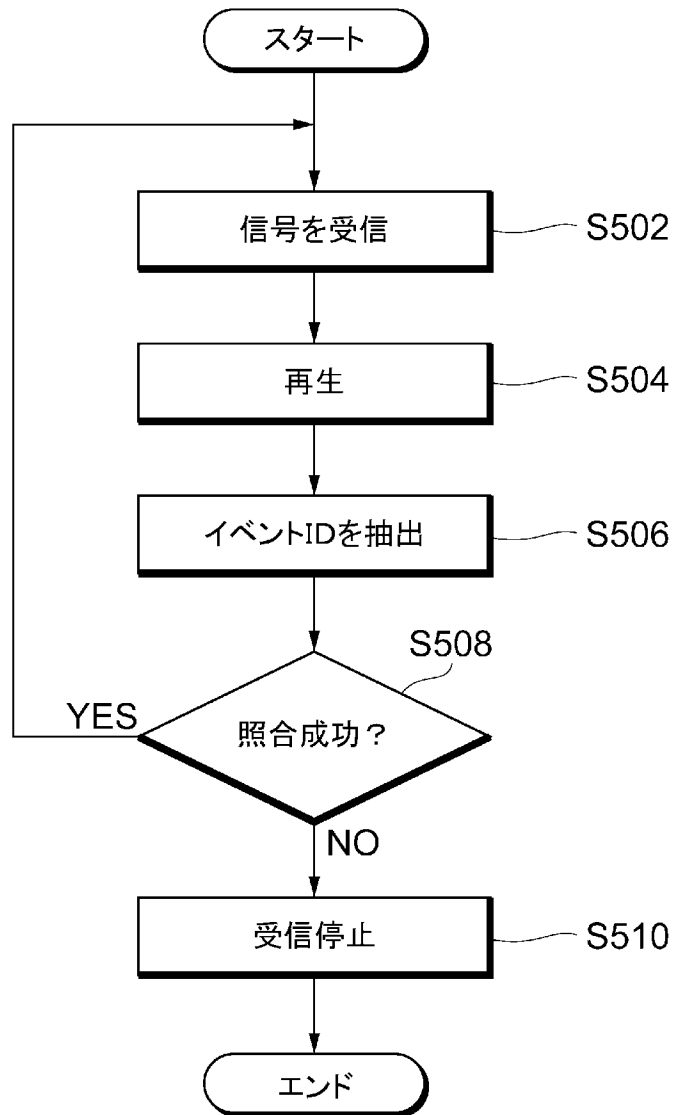 スタート
信号を受信
S502
再生
S504
イベントIDを抽出
S506
S508
YES
照合成功？
NO
受信停止
S510
エンド